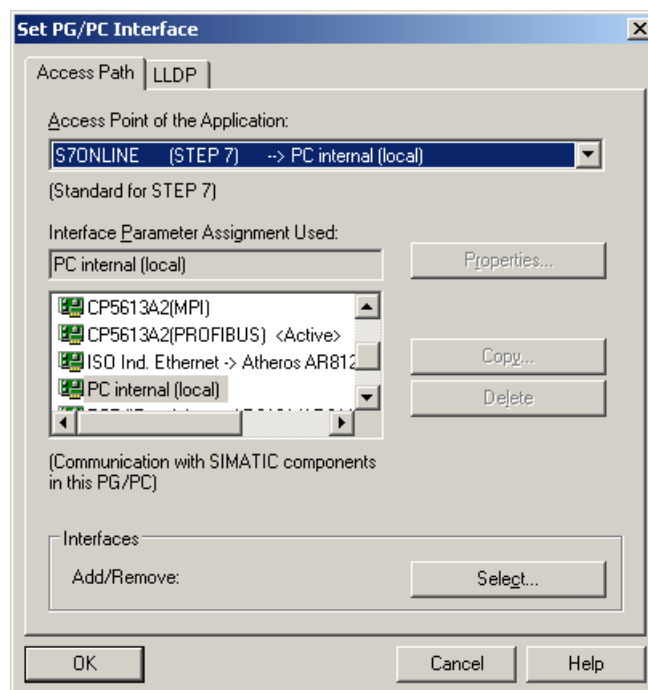 Set PG/PC Interface
Access Path
LLDP
Access Point of the Application:
S7ONLINE (STEP 7) --> PC internal (local)
(Standard for STEP 7)
Interface Parameter Assignment Used:
PC internal (local)
Properties...
CP5613A2(MPI)
CP5613A2(PROFIBUS) <Active>
ISO Ind. Ethernet -> Atheros AR812
PC internal (local)
Copy...
Delete
(Communication with SIMATIC components
in this PG/PC)
Interfaces
Add/Remove:
Select...
OK
Cancel
Help